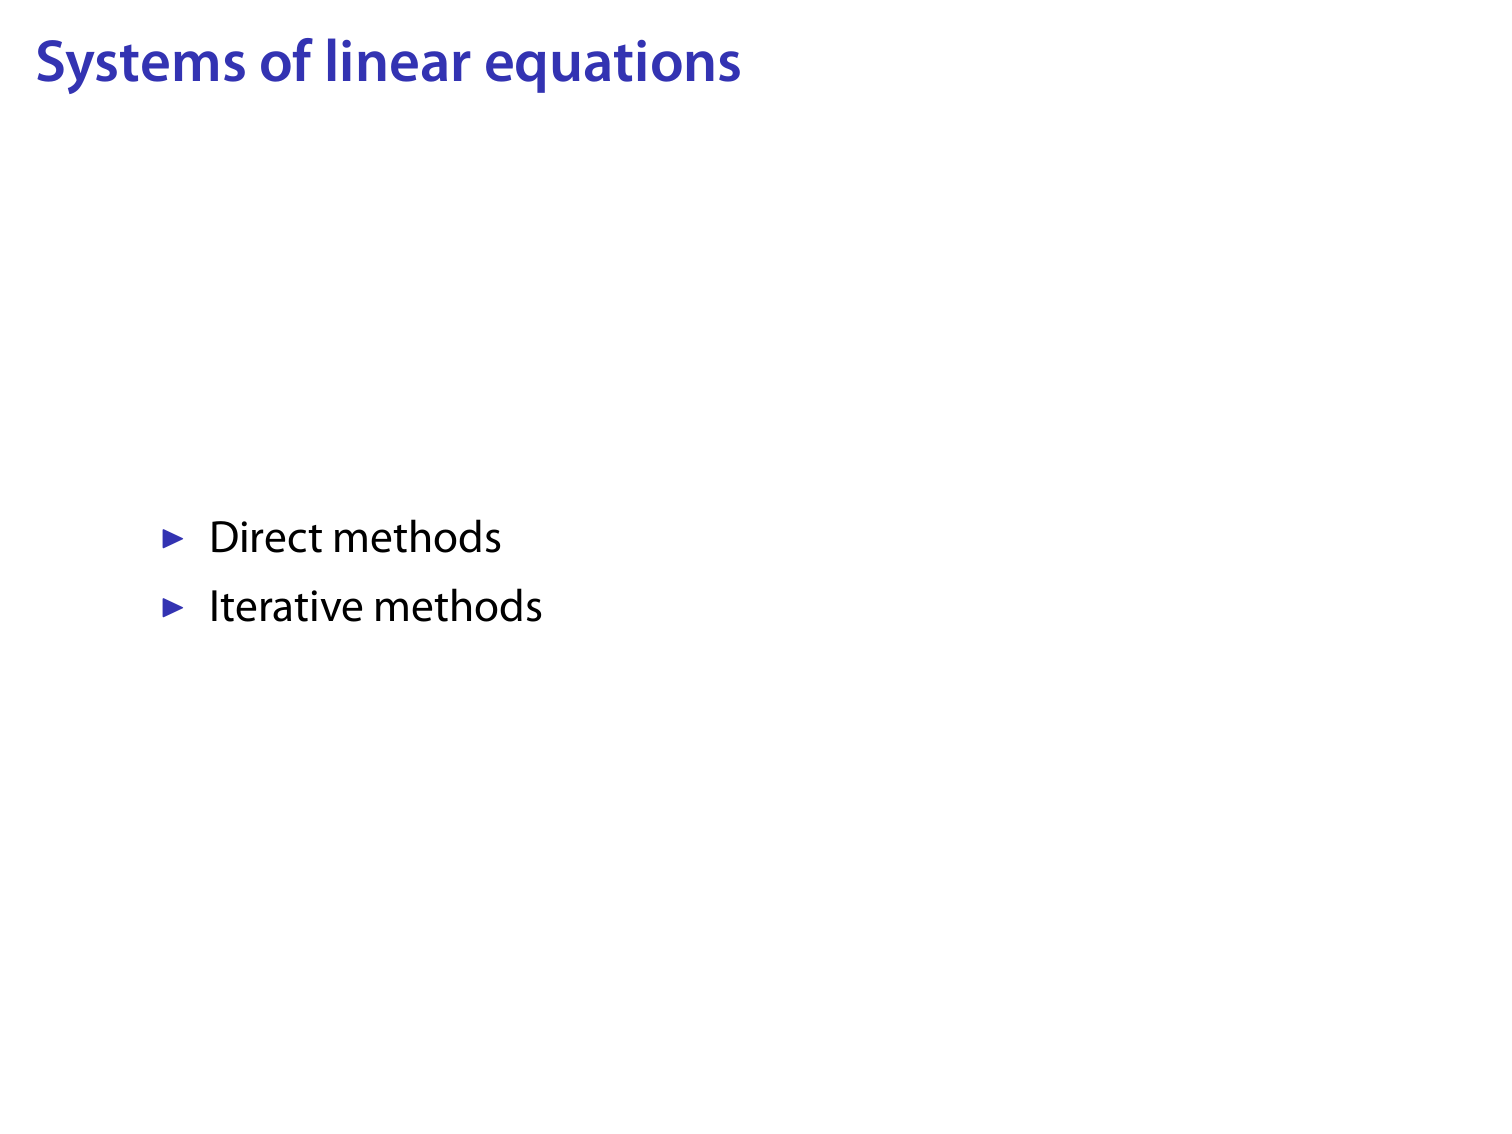 Systems of linear equations
▶ Direct methods
▶ Iterative methods